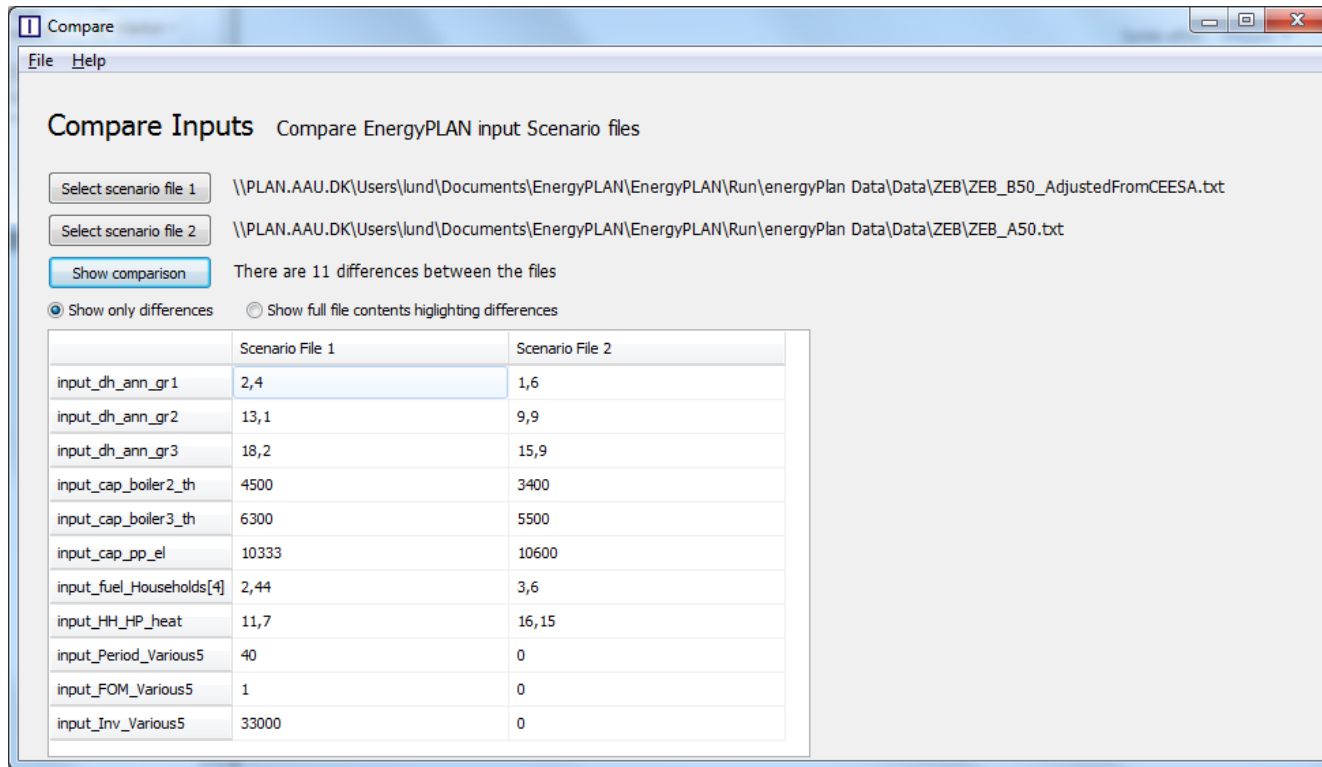 Compare
File Help
Compare Inputs Compare EnergyPLAN input Scenario files
Select scenario file 1 \\PLAN.AAU.DK\Users\lund\Documents\EnergyPLAN\EnergyPLAN\Run\energyPlan Data\Data\ZEB\ZEB_B50_AdjustedFromCEESA.txt
Select scenario file 2 \\PLAN.AAU.DK\Users\lund\Documents\EnergyPLAN\EnergyPLAN\Run\energyPlan Data\Data\ZEB\ZEB_A50.txt
Show comparison There are 11 differences between the files
Show only differences Show full file contents higlighting differences
Scenario File 1 Scenario File 2
input_dh_ann_gr1 2,4 1,6
input_dh_ann_gr2 13,1 9,9
input_dh_ann_gr3 18,2 15,9
input_cap_boiler2_th 4500 3400
input_cap_boiler3_th 6300 5500
input_cap_pp_el 10333 10600
input_fuel_Households[4] 2,44 3,6
input_HH_HP_heat 11,7 16,15
input_Period_Various5 40 0
input_FOM_Various5 1 0
input_Inv_Various5 33000 0